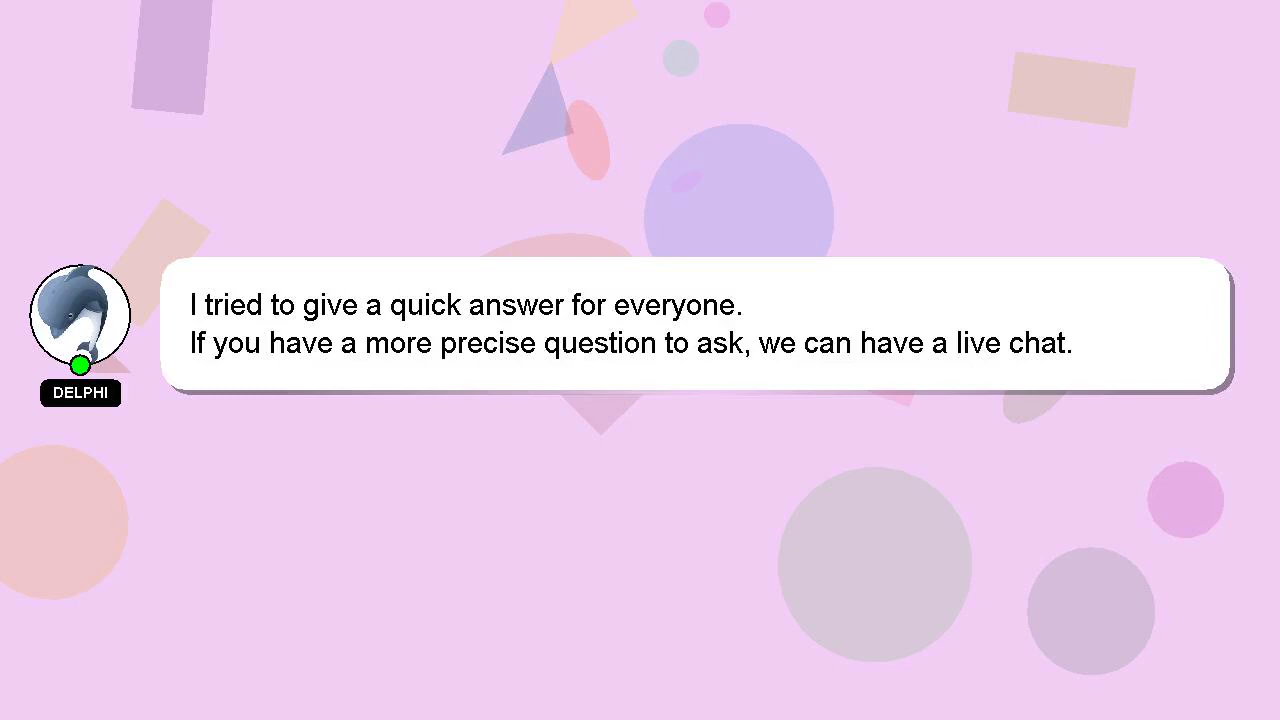 I tried to give a quick answer for everyone.
If you have a more precise question to ask, we can have a live chat.
DELPHI